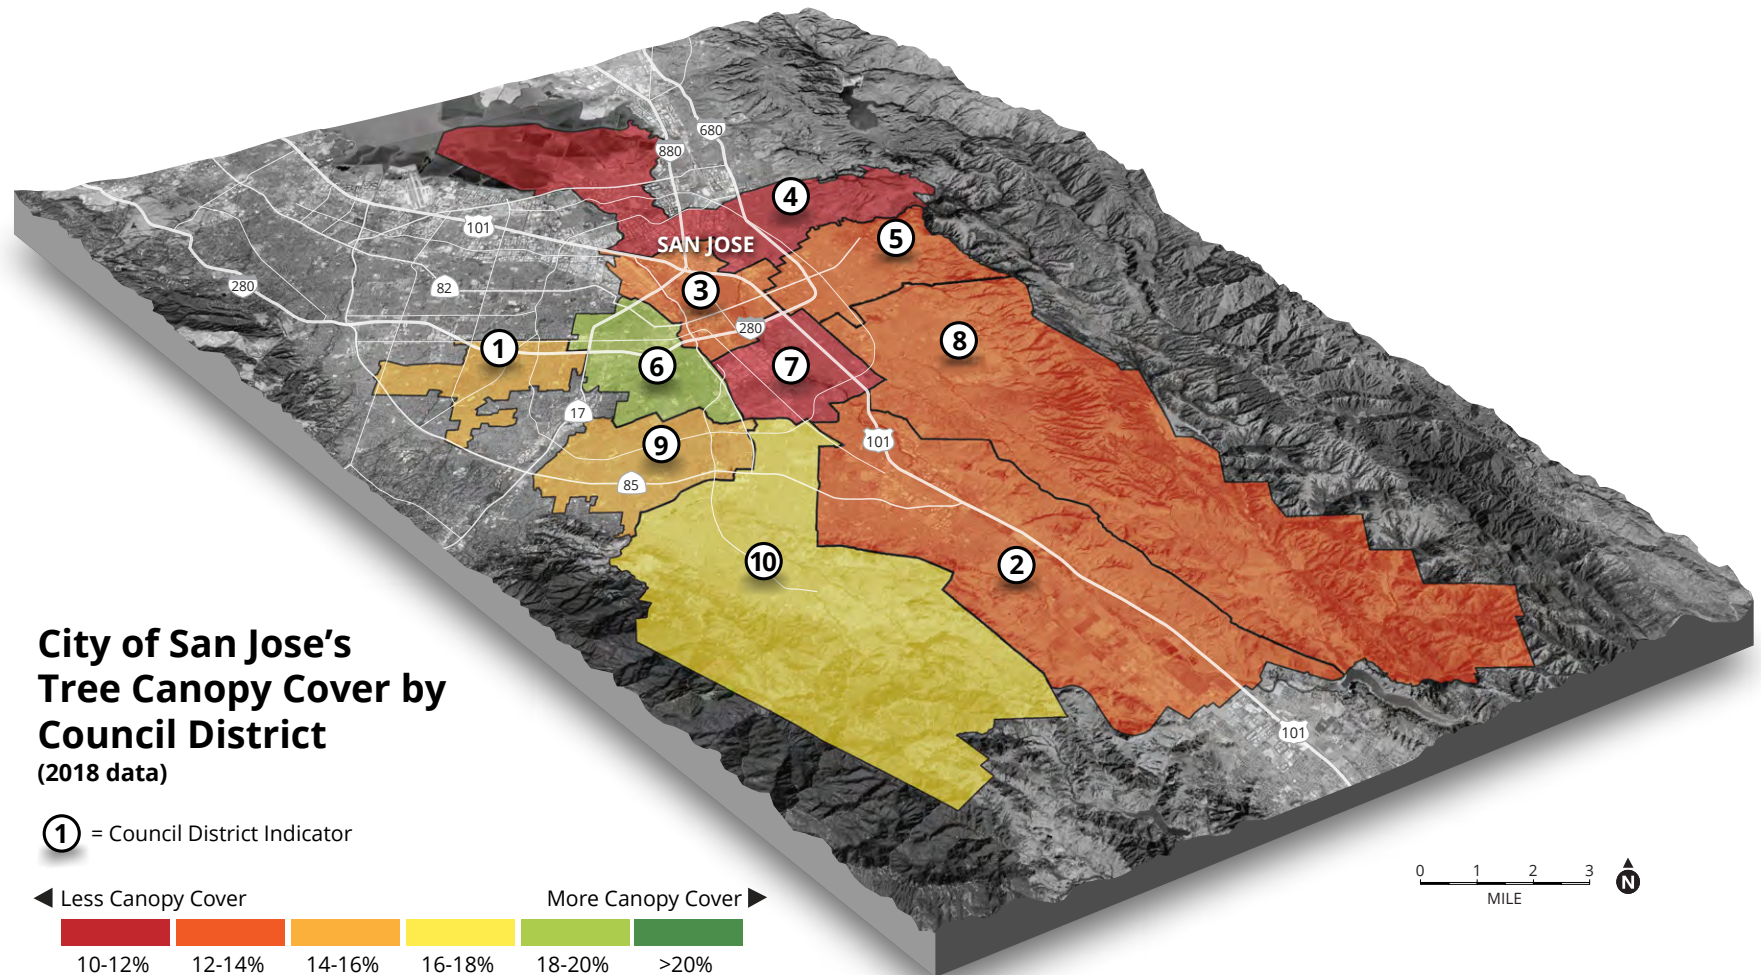 680
880
4
101
SAN JOSE
5
280
82
3
280
8
1
6
7
17
101
9
85
10
2
101
City of San Jose’s
Tree Canopy Cover by
Council District
(2018 data)
1 = Council District Indicator
Less Canopy Cover More Canopy Cover
10-12% 12-14% 14-16% 16-18% 18-20% >20%
0 1 2 3
MILE
N